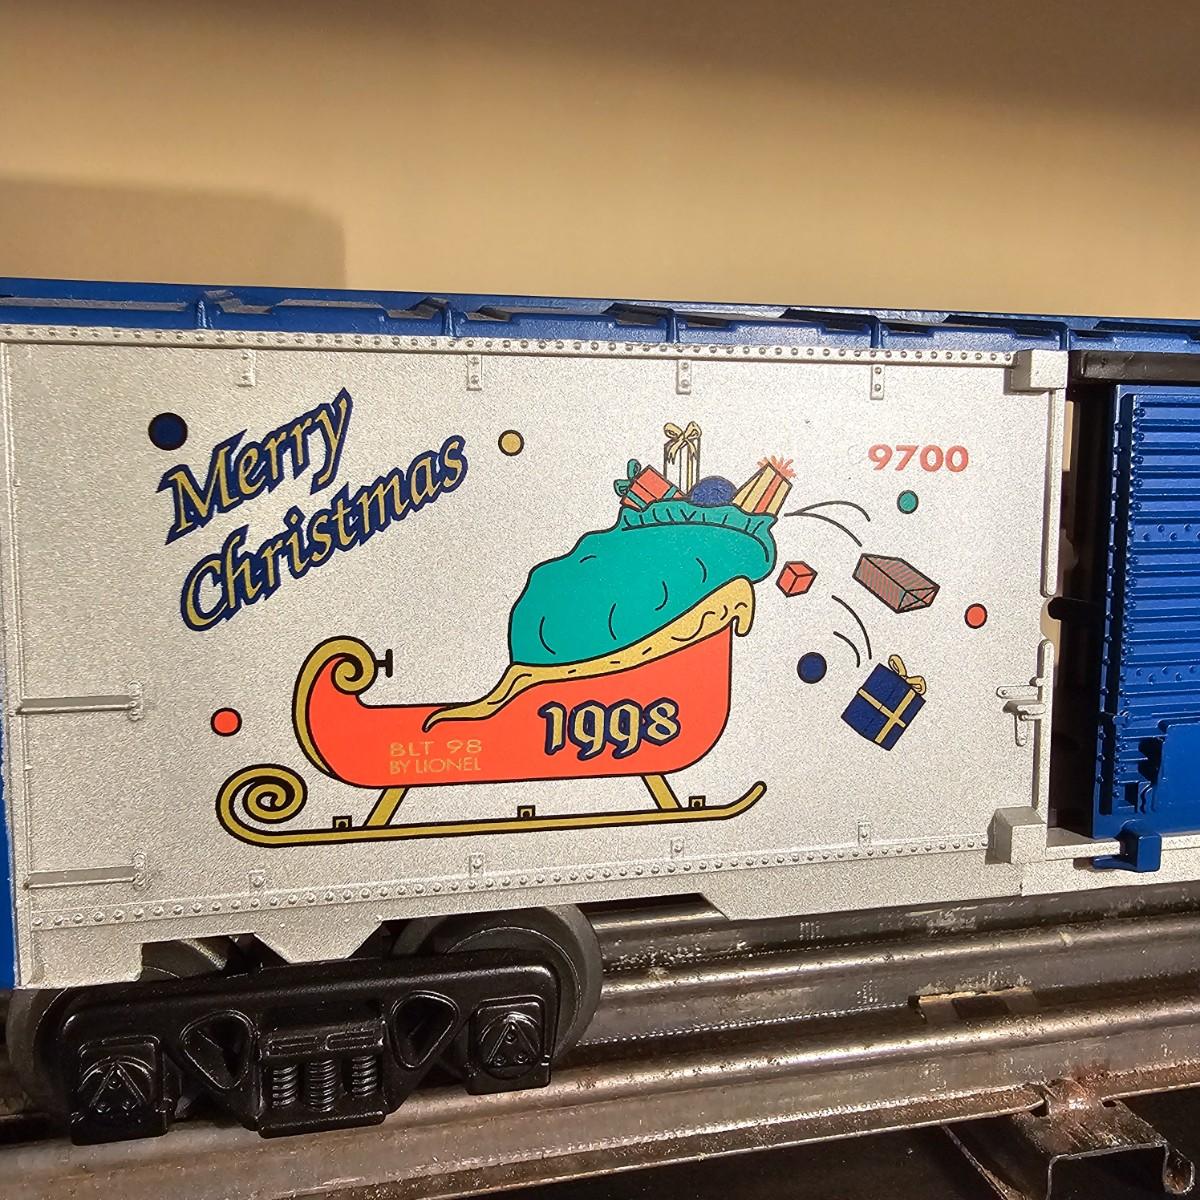 Merry
Christmas
9700
1998
BLT 98
BY LIONEL